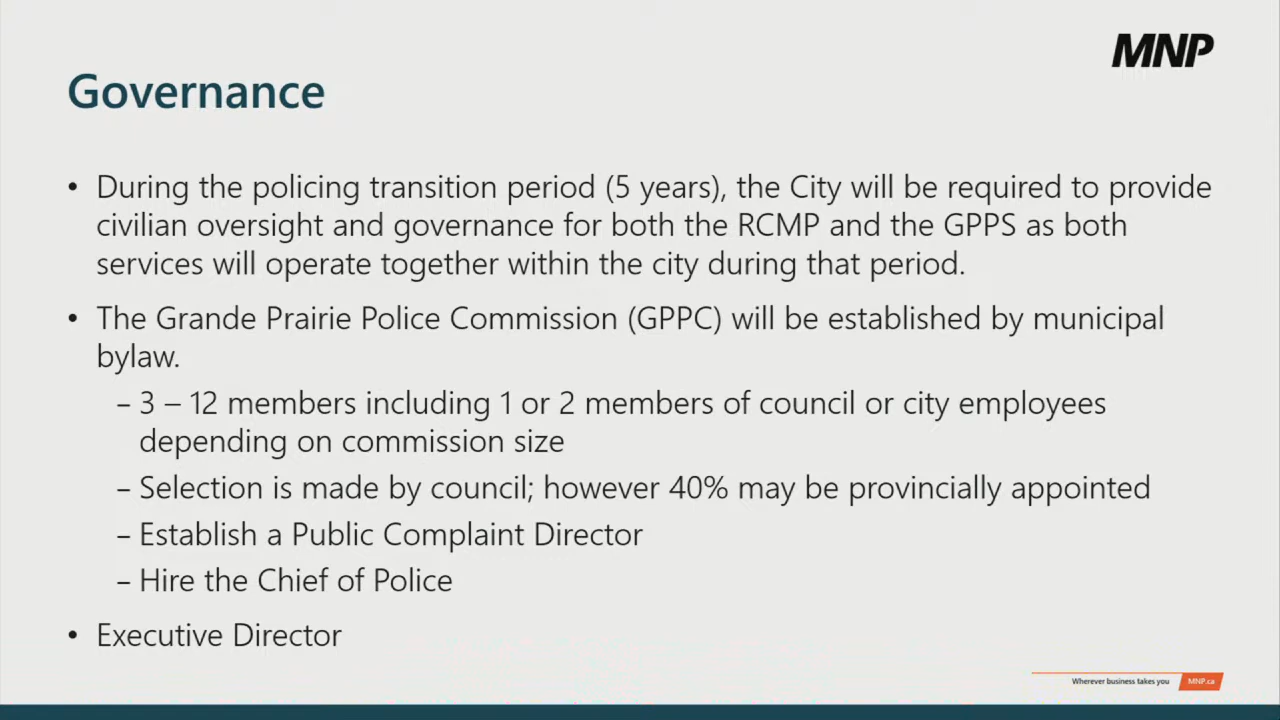 MNP
Governance
• During the policing transition period (5 years), the City will be required to provide
civilian oversight and governance for both the RCMP and the GPPS as both
services will operate together within the city during that period.
• The Grande Prairie Police Commission (GPPC) will be established by municipal
bylaw.
– 3 – 12 members including 1 or 2 members of council or city employees
depending on commission size
– Selection is made by council; however 40% may be provincially appointed
– Establish a Public Complaint Director
– Hire the Chief of Police
• Executive Director
Wherever business takes you MNP.ca